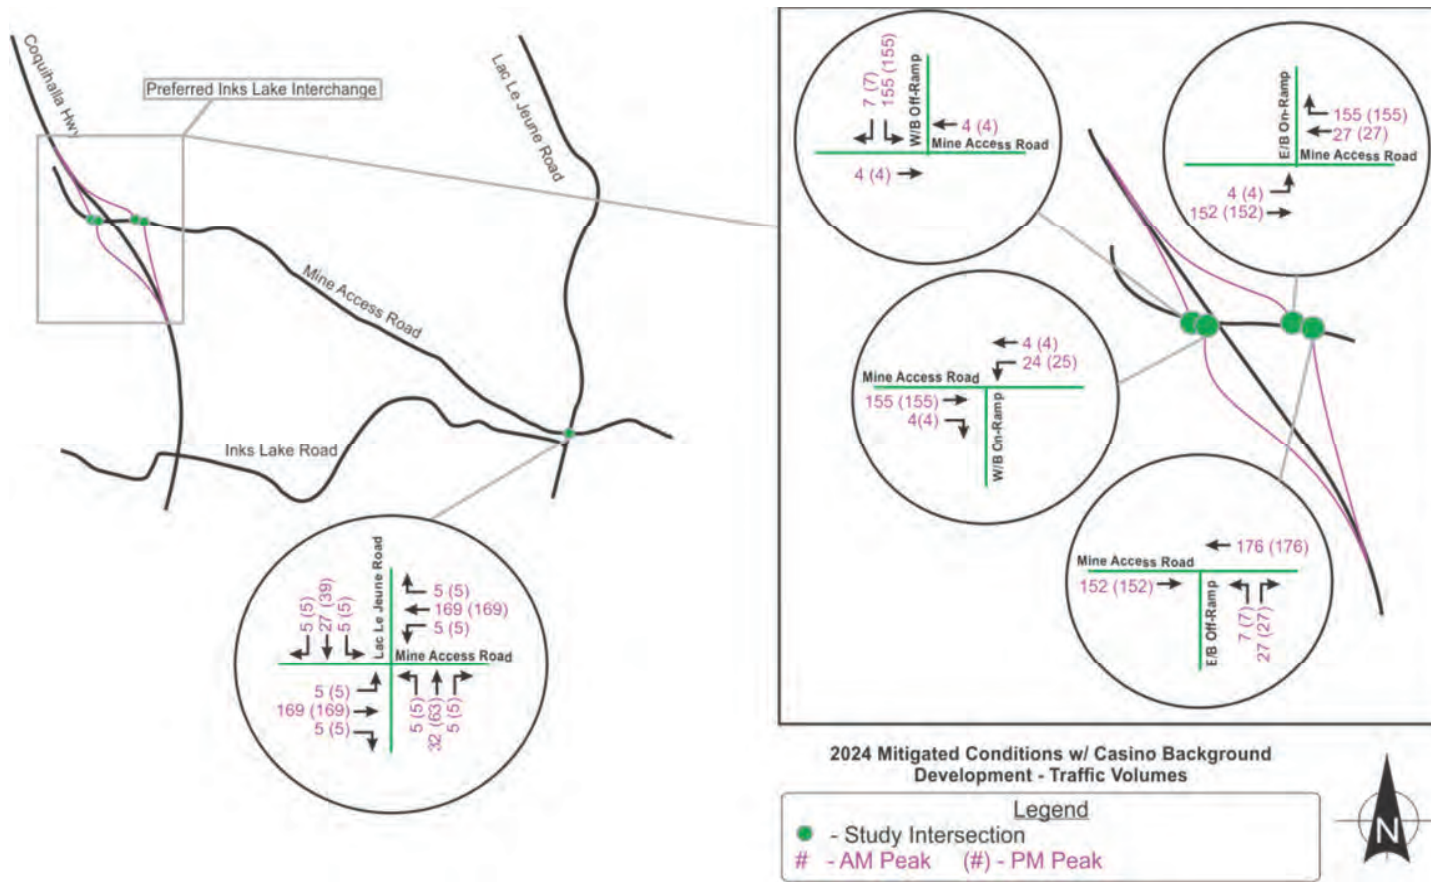 Coquihalla Hwy
Preferred Inks Lake Interchange
Lac Le Jeune Road
Mine Access Road
Inks Lake Road
Lac Le Jeune Road
5 (5)
27 (39)
5 (5)
5 (5)
169 (169)
5 (5)
Mine Access Road
5 (5)
169 (169)
5 (5)
5 (5)
32 (63)
5 (5)
7 (7)
155 (155)
W/B Off-Ramp
4 (4)
Mine Access Road
4 (4)
E/B On-Ramp
155 (155)
27 (27)
Mine Access Road
4 (4)
152 (152)
4 (4)
24 (25)
Mine Access Road
155 (155)
4(4)
W/B On-Ramp
176 (176)
Mine Access Road
152 (152)
E/B Off-Ramp
7 (7)
27 (27)
2024 Mitigated Conditions w/ Casino Background
Development - Traffic Volumes
Legend
- Study Intersection
# - AM Peak (#) - PM Peak
N